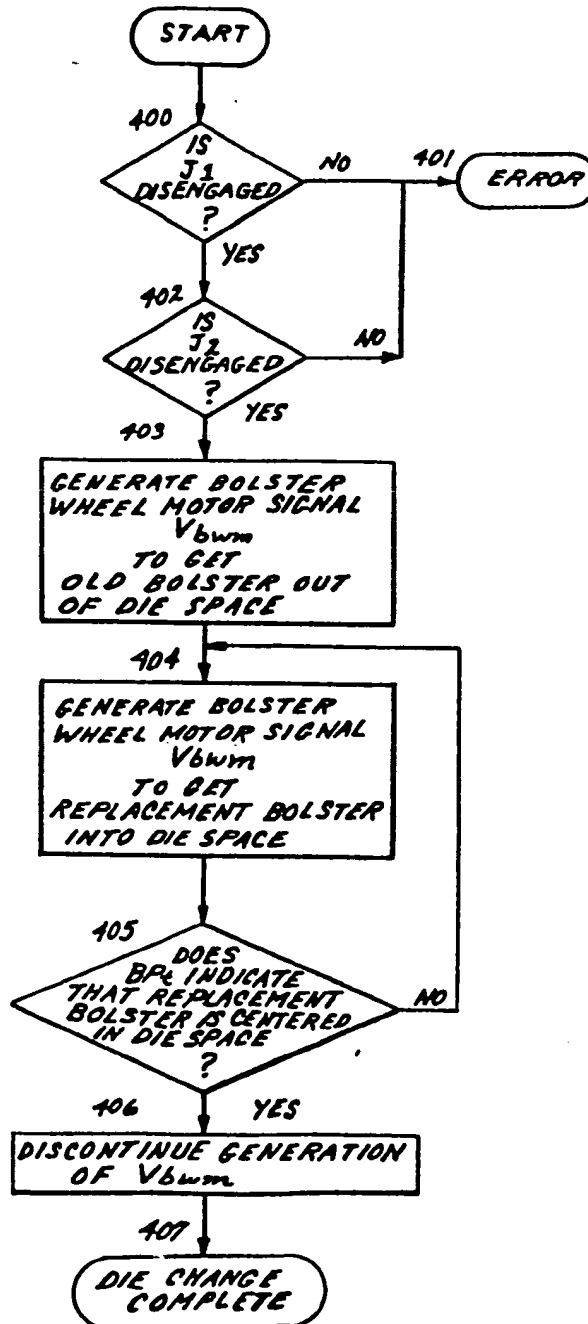 START
400
IS
J1
DISENGAGED
?
NO
401
ERROR
YES
402
IS
J2
DISENGAGED
?
NO
YES
403
GENERATE BOLSTER
WHEEL MOTOR SIGNAL
Vbwm
TO GET
OLD BOLSTER OUT
OF DIE SPACE
404
GENERATE BOLSTER
WHEEL MOTOR SIGNAL
Vbwm
TO GET
REPLACEMENT BOLSTER
INTO DIE SPACE
405
DOES
BPt INDICATE
THAT REPLACEMENT
BOLSTER IS CENTERED
IN DIE SPACE
?
NO
406
YES
DISCONTINUE GENERATION
OF Vbwm
407
DIE CHANGE
COMPLETE